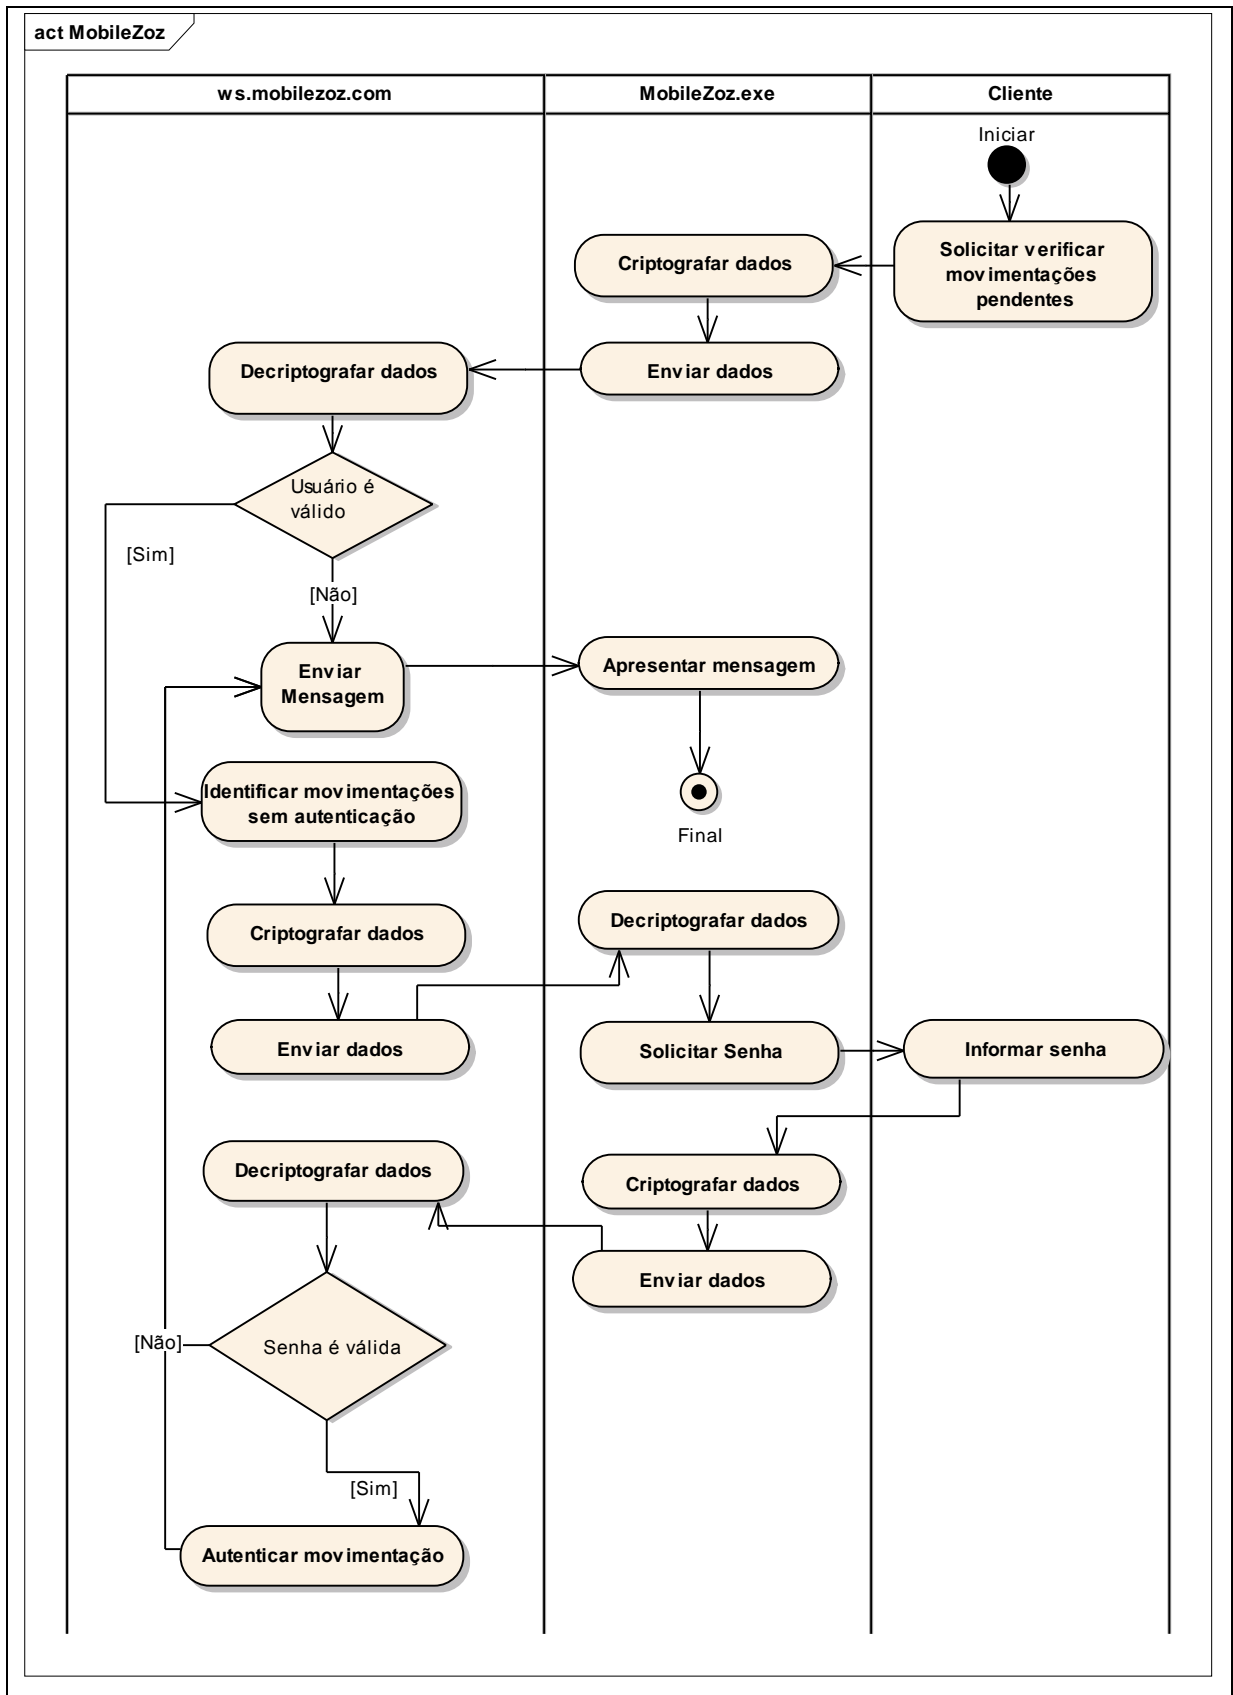 act MobileZoz
ws.mobilezoz.com
MobileZoz.exe
Cliente
Iniciar
Solicitar verificar
movimentações
pendentes
Criptografar dados
Enviar dados
Decriptografar dados
Usuário é
válido
[Sim]
[Não]
Enviar
Mensagem
Apresentar mensagem
Final
Identificar movimentações
sem autenticação
Criptografar dados
Enviar dados
Decriptografar dados
Solicitar Senha
Informar senha
Criptografar dados
Enviar dados
Decriptografar dados
Senha é válida
[Não]
[Sim]
Autenticar movimentação